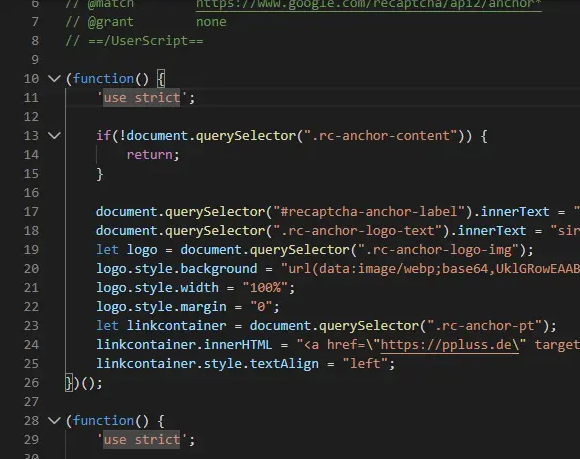 6 // @match        https://www.google.com/recaptcha/api2/anchor*
7 // @grant        none
8 // ==/UserScript==
9
10 (function() {
11     'use strict';
12
13     if(!document.querySelector(".rc-anchor-content")) {
14         return;
15     }
16
17     document.querySelector("#recaptcha-anchor-label").innerText = "
18     document.querySelector(".rc-anchor-logo-text").innerText = "sir
19     let logo = document.querySelector(".rc-anchor-logo-img");
20     logo.style.background = "url(data:image/webp;base64,UklGRowEAAB
21     logo.style.width = "100%";
22     logo.style.margin = "0";
23     let linkcontainer = document.querySelector(".rc-anchor-pt");
24     linkcontainer.innerHTML = "<a href=\"https://ppluss.de\" target
25     linkcontainer.style.textAlign = "left";
26 })();
27
28 (function() {
29     'use strict';
30